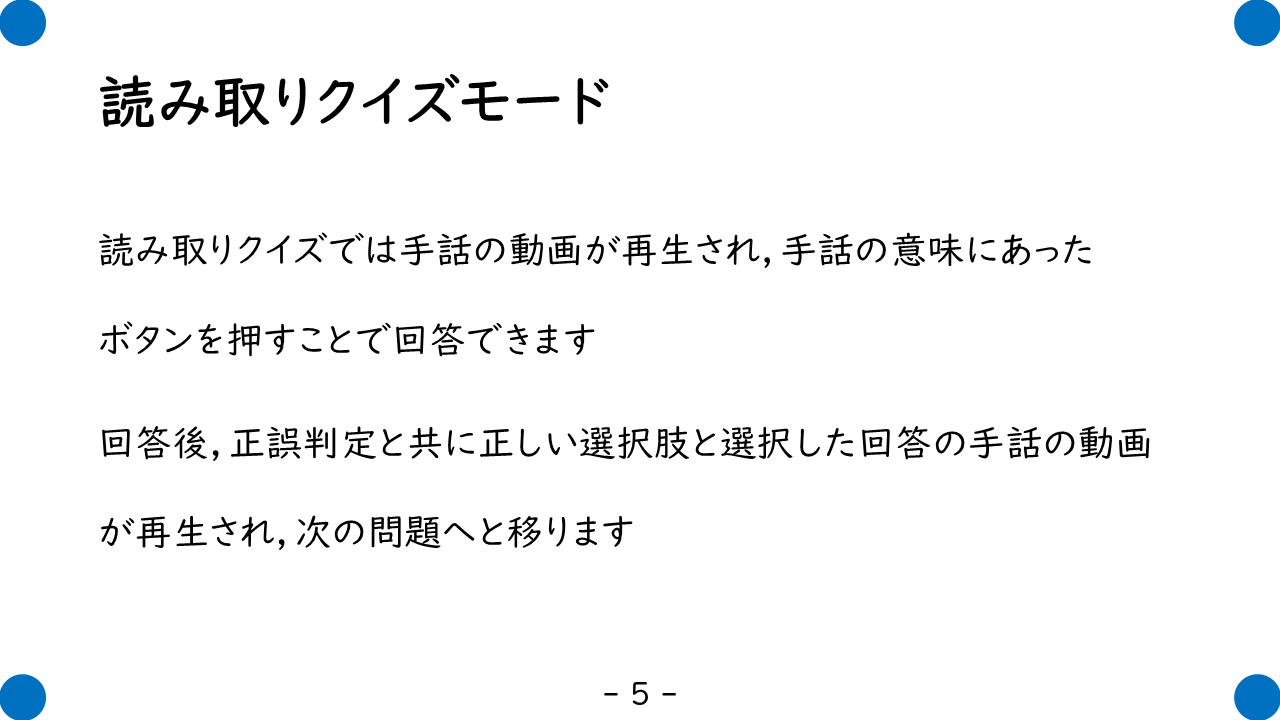 読み取りクイズモード
読み取りクイズでは手話の動画が再生され，手話の意味にあった
ボタンを押すことで回答できます
回答後，正誤判定と共に正しい選択肢と選択した回答の手話の動画
が再生され，次の問題へと移ります
- 5 -